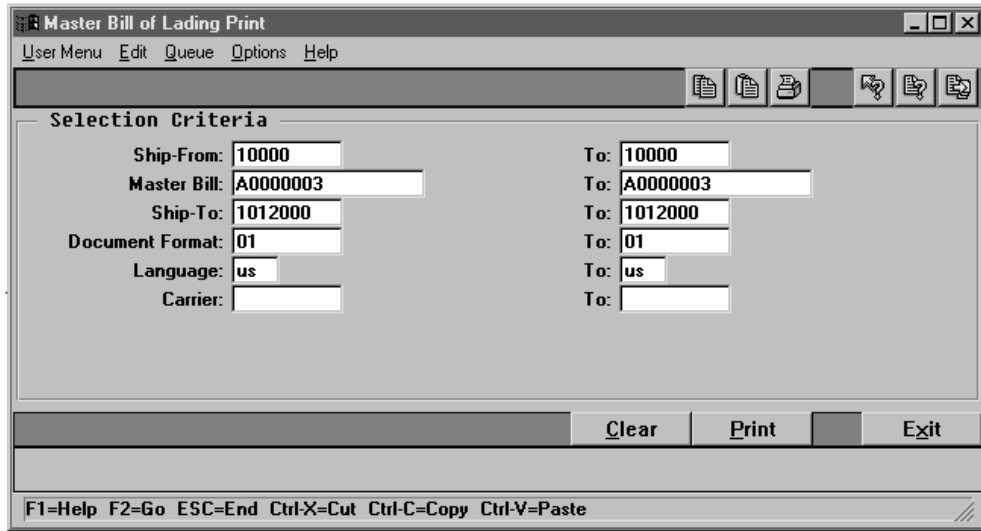 Master Bill of Lading Print
User Menu Edit Queue Options Help
Selection Criteria
Ship-From: 10000 To: 10000
Master Bill: A0000003 To: A0000003
Ship-To: 1012000 To: 1012000
Document Format: 01 To: 01
Language: us To: us
Carrier: To:
Clear Print Exit
F1=Help F2=Go ESC=End Ctrl-X=Cut Ctrl-C=Copy Ctrl-V=Paste